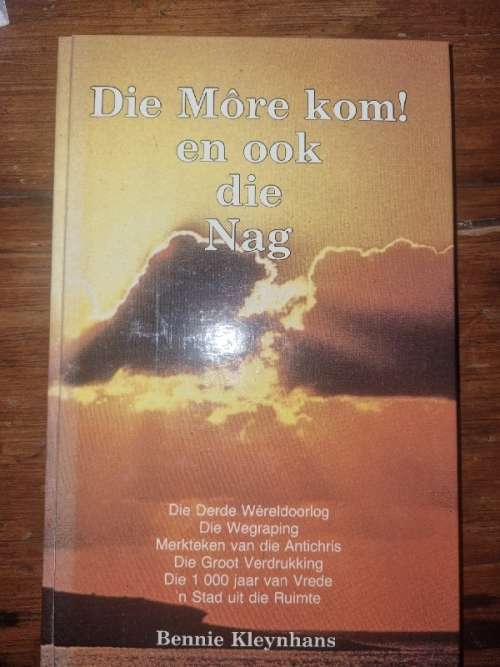 Die Môre kom!
en ook
die
Nag
Die Derde Wêreldoorlog
Die Wegraping
Merkteken van die Antichris
Die Groot Verdrukking
Die 1 000 jaar van Vrede
'n Stad uit die Ruimte
Bennie Kleynhans